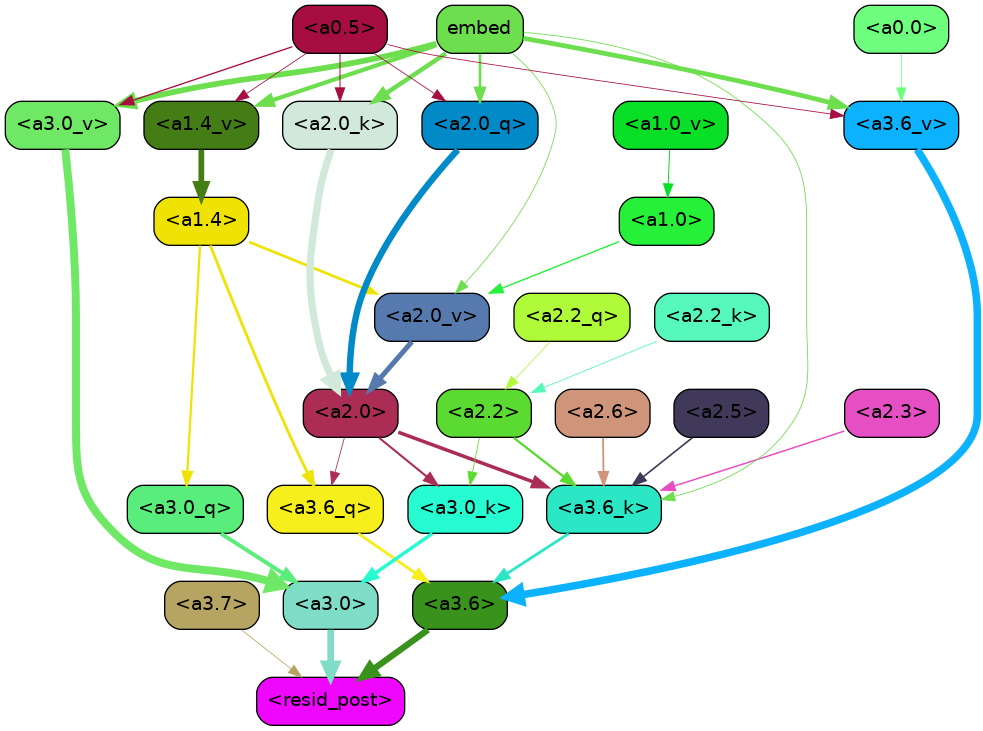 <a0.5>
embed
<a0.0>
<a3.0_v>
<a1.4_v>
<a2.0_k>
<a2.0_q>
<a1.0_v>
<a3.6_v>
<a1.4>
<a1.0>
<a2.0_v>
<a2.2_q>
<a2.2_k>
<a2.0>
<a2.2>
<a2.6>
<a2.5>
<a2.3>
<a3.0_q>
<a3.6_q>
<a3.0_k>
<a3.6_k>
<a3.7>
<a3.0>
<a3.6>
<resid_post>